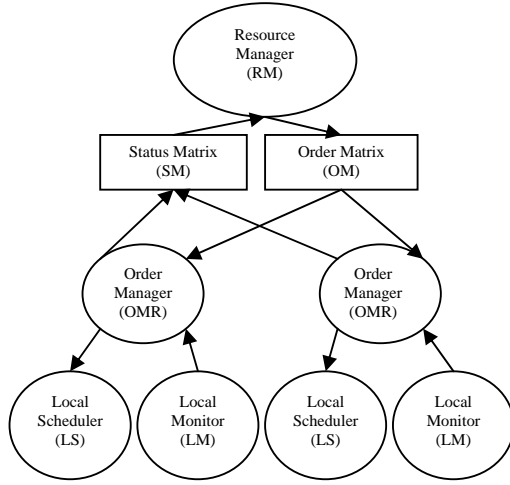 Resource
Manager
(RM)
Status Matrix
(SM)
Order Matrix
(OM)
Order
Manager
(OMR)
Order
Manager
(OMR)
Local
Scheduler
(LS)
Local
Monitor
(LM)
Local
Scheduler
(LS)
Local
Monitor
(LM)